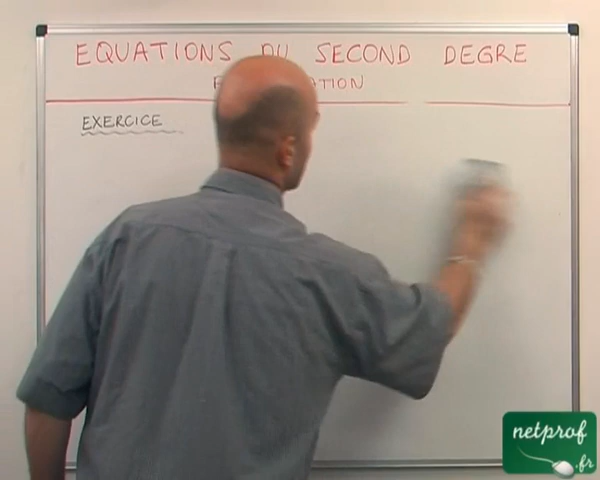 EQUATIONS DU SECOND DEGRE
EXERCICE
netprof
.fr